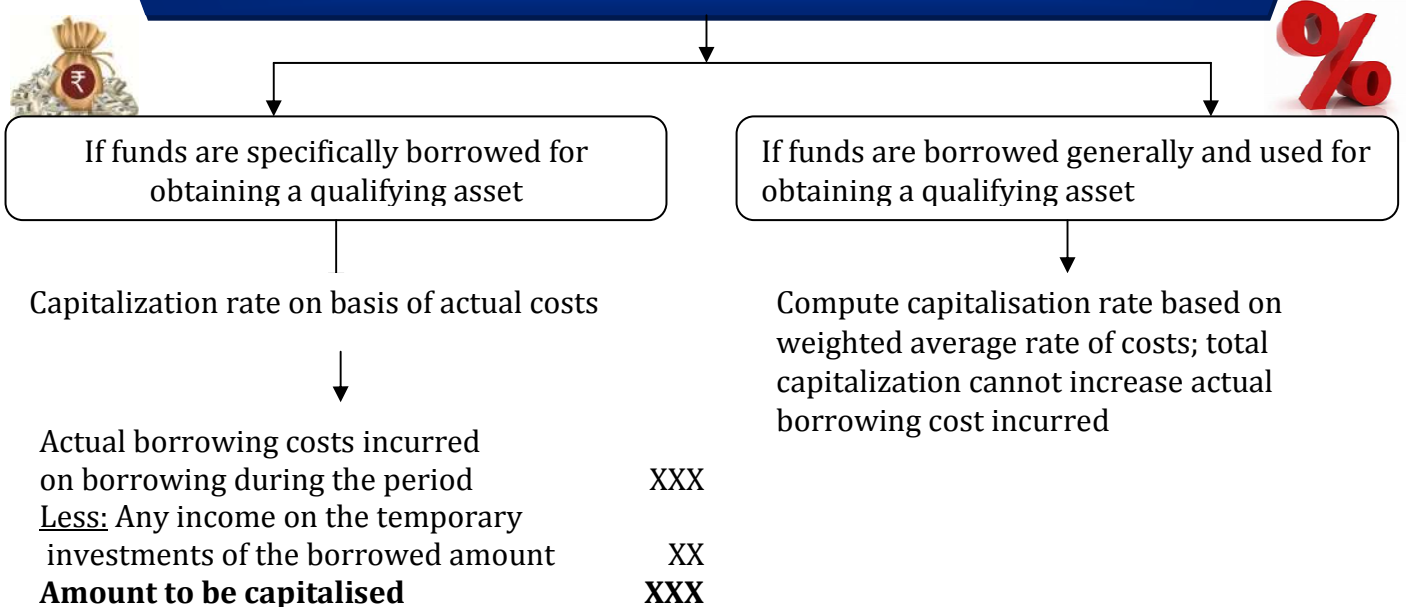 ₹
%
If funds are specifically borrowed for
obtaining a qualifying asset
Capitalization rate on basis of actual costs
Actual borrowing costs incurred
on borrowing during the period XXX
Less: Any income on the temporary
investments of the borrowed amount XX
Amount to be capitalised XXX
If funds are borrowed generally and used for
obtaining a qualifying asset
Compute capitalisation rate based on
weighted average rate of costs; total
capitalization cannot increase actual
borrowing cost incurred